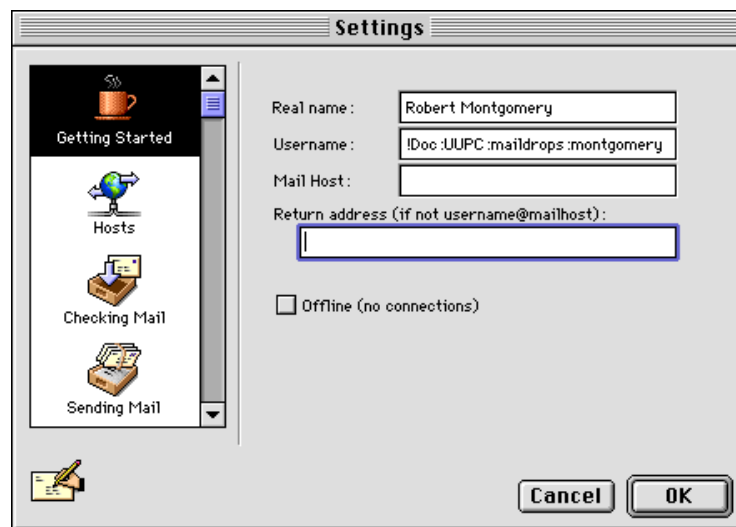 Settings
Getting Started
Hosts
Checking Mail
Sending Mail
Real name:
Robert Montgomery
Username:
!Doc:UUPC:maildrops:montgomery
Mail Host:
Return address (if not username@mailhost):
Offline (no connections)
Cancel
OK